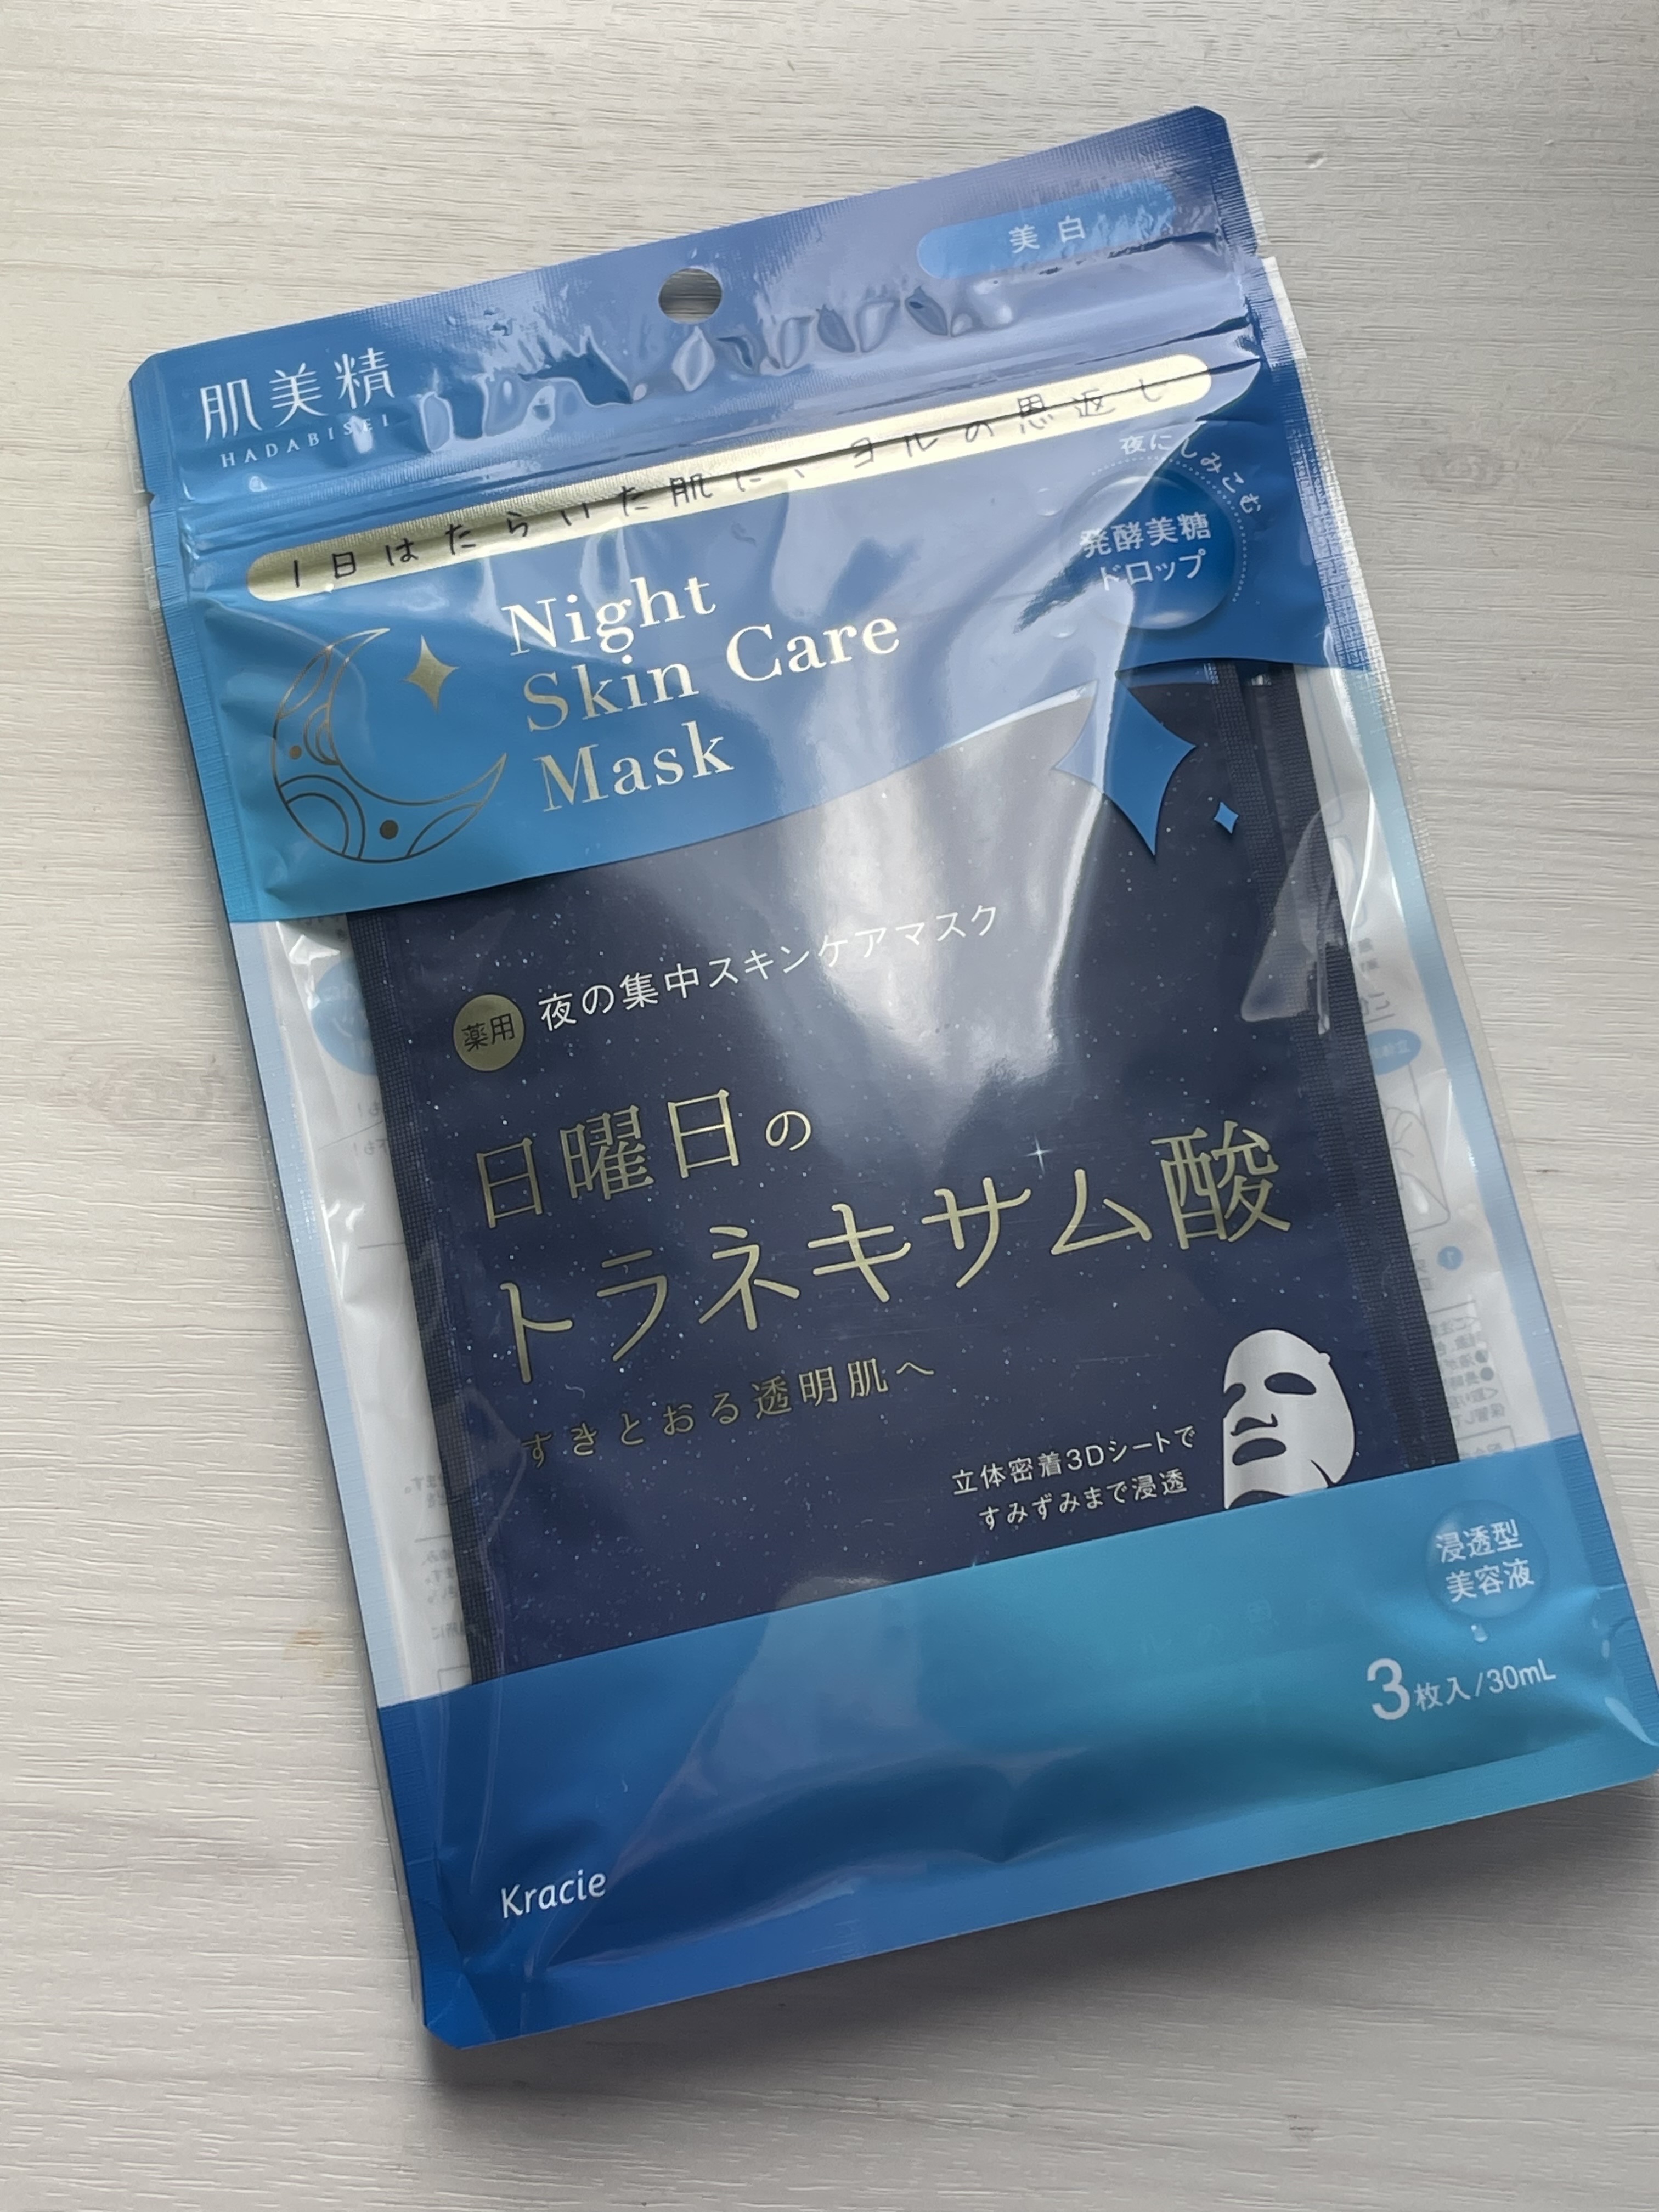 美白
肌美精
HADABISEI
1日はたらいた肌に、ヨルの恩返し
夜にしみこむ
発酵美糖
ドロップ
Night
Skin Care
Mask
薬用 夜の集中スキンケアマスク
日曜日の
トラネキサム酸
すきとおる透明肌へ
立体密着3Dシートで
すみずみまで浸透
浸透型
美容液
3枚入/30mL
Kracie